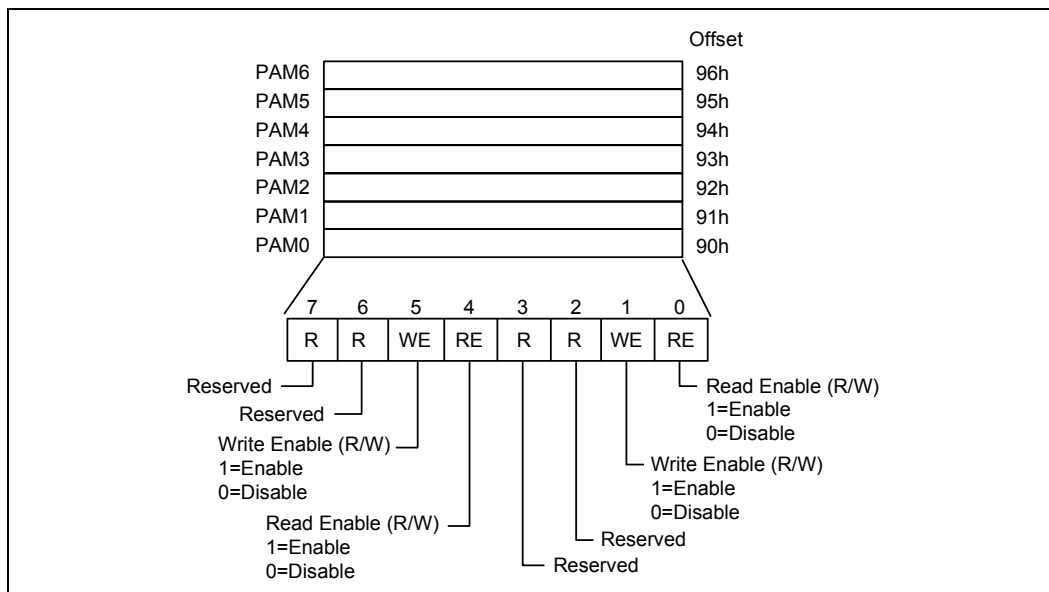 Offset
PAM6 96h
PAM5 95h
PAM4 94h
PAM3 93h
PAM2 92h
PAM1 91h
PAM0 90h
7 6 5 4 3 2 1 0
R R WE RE R R WE RE
Reserved
Reserved
Write Enable (R/W)
1=Enable
0=Disable
Read Enable (R/W)
1=Enable
0=Disable
Reserved
Reserved
Write Enable (R/W)
1=Enable
0=Disable
Read Enable (R/W)
1=Enable
0=Disable